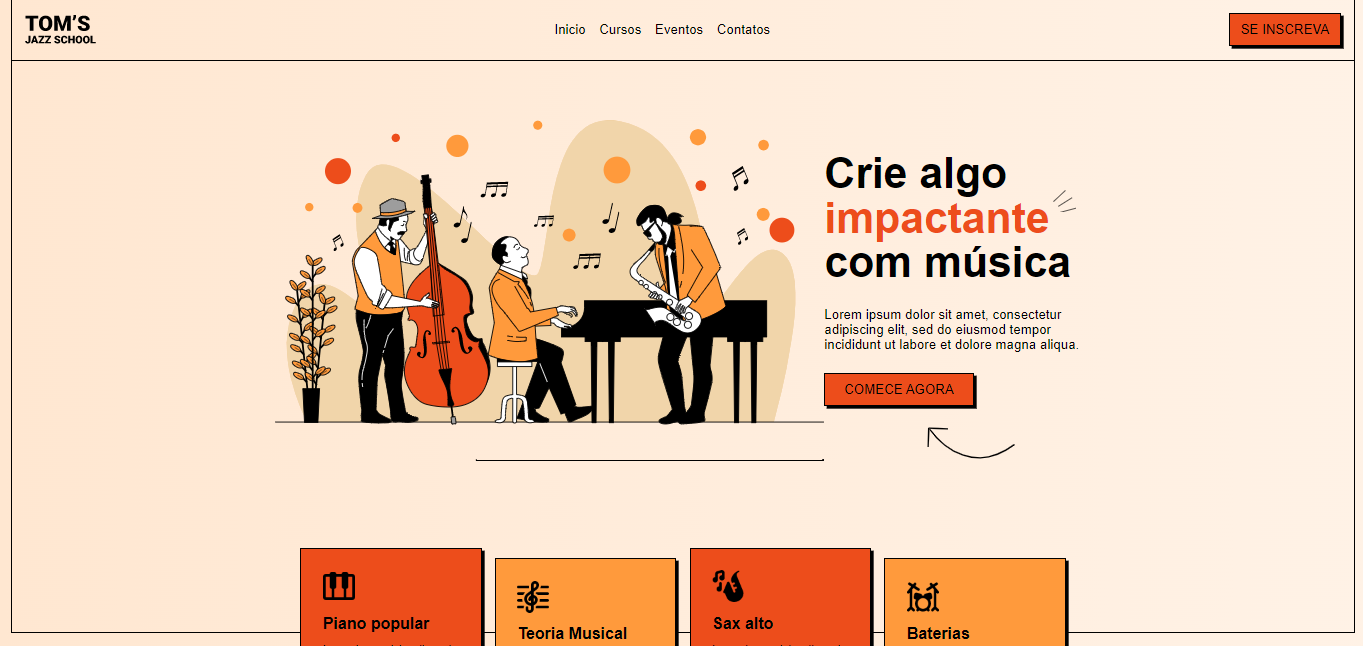 TOM'S
JAZZ SCHOOL
Inicio Cursos Eventos Contatos
SE INSCREVA
Crie algo
impactante
com música
Lorem ipsum dolor sit amet, consectetur
adipiscing elit, sed do eiusmod tempor
incididunt ut labore et dolore magna aliqua.
COMECE AGORA
Piano popular
Teoria Musical
Sax alto
Baterias